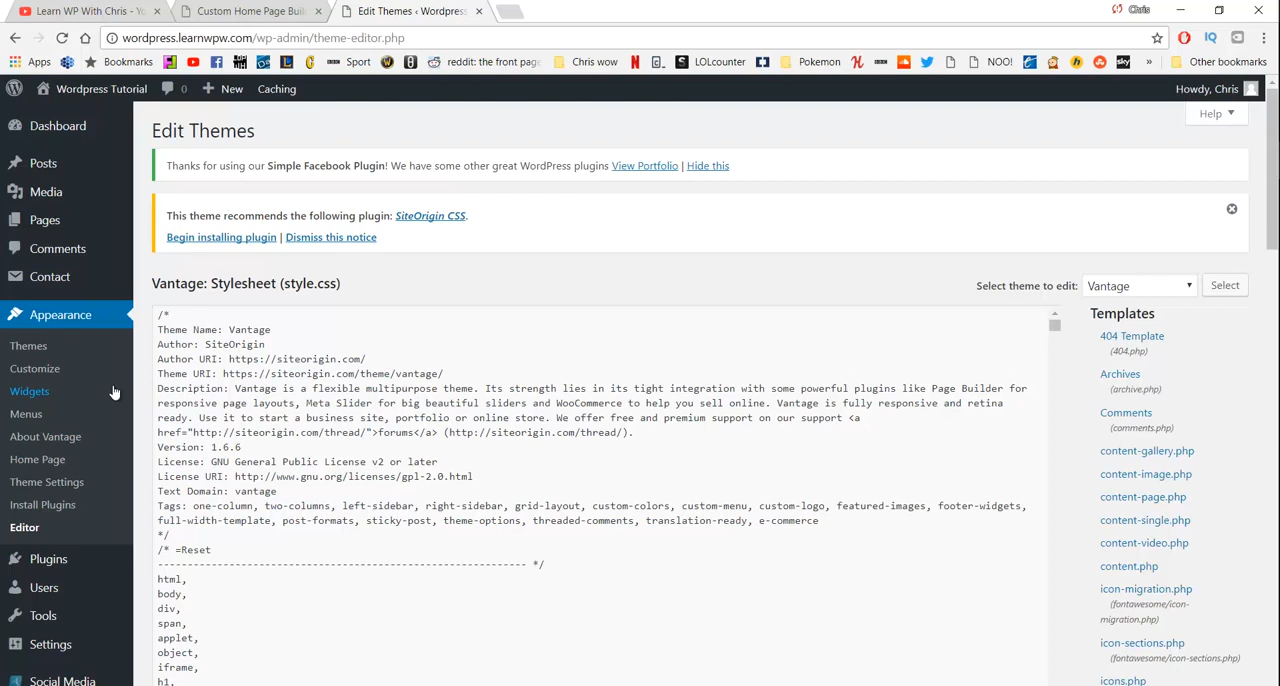 Learn WP With Chris - Yo
Custom Home Page Buil
Edit Themes ‹ Wordpress
Chris
wordpress.learnwpw.com/wp-admin/theme-editor.php
Apps
Bookmarks
Sport
reddit: the front page
Chris wow
LOLcounter
Pokemon
NOO!
sky
»
Other bookmarks
Wordpress Tutorial
0
New
Caching
Howdy, Chris
Help
Dashboard
Posts
Media
Pages
Comments
Contact
Appearance
Themes
Customize
Widgets
Menus
About Vantage
Home Page
Theme Settings
Install Plugins
Editor
Plugins
Users
Tools
Settings
Social Media
Edit Themes
Thanks for using our Simple Facebook Plugin! We have some other great WordPress plugins View Portfolio | Hide this
This theme recommends the following plugin: SiteOrigin CSS.
Begin installing plugin | Dismiss this notice
Vantage: Stylesheet (style.css)
Select theme to edit:
Vantage
Select
/*
Theme Name: Vantage
Author: SiteOrigin
Author URI: https://siteorigin.com/
Theme URI: https://siteorigin.com/theme/vantage/
Description: Vantage is a flexible multipurpose theme. Its strength lies in its tight integration with some powerful plugins like Page Builder for
responsive page layouts, Meta Slider for big beautiful sliders and WooCommerce to help you sell online. Vantage is fully responsive and retina
ready. Use it to start a business site, portfolio or online store. We offer free and premium support on our support <a
href="http://siteorigin.com/thread/">forums</a> (http://siteorigin.com/thread/).
Version: 1.6.6
License: GNU General Public License v2 or later
License URI: http://www.gnu.org/licenses/gpl-2.0.html
Text Domain: vantage
Tags: one-column, two-columns, left-sidebar, right-sidebar, grid-layout, custom-colors, custom-menu, custom-logo, featured-images, footer-widgets,
full-width-template, post-formats, sticky-post, theme-options, threaded-comments, translation-ready, e-commerce
*/
/* =Reset
----------------------------------------------------------- */
html,
body,
div,
span,
applet,
object,
iframe,
h1,
Templates
404 Template
(404.php)
Archives
(archive.php)
Comments
(comments.php)
content-gallery.php
content-image.php
content-page.php
content-single.php
content-video.php
content.php
icon-migration.php
(fontawesome/icon-
migration.php)
icon-sections.php
(fontawesome/icon-sections.php)
icons.php